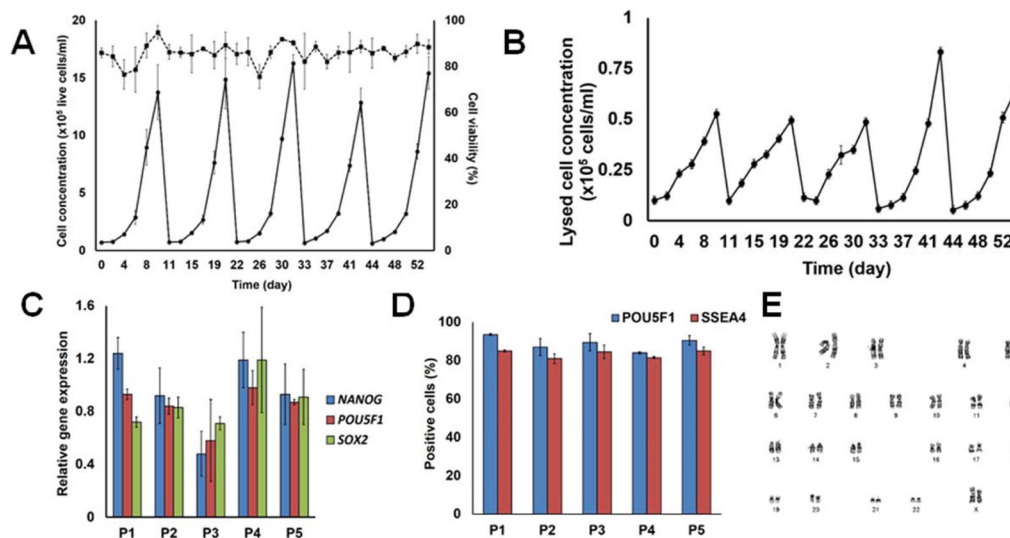 A
Cell concentration (x10⁵ live cells/ml)
20
15
10
5
0
100
80
60
40
20
0
Cell viability (%)
0 4 8 11 15 19 22 26 30 33 37 41 44 48 52
Time (day)
B
Lysed cell concentration
(x10⁵ cells/ml)
1
0.75
0.5
0.25
0
0 4 8 11 15 19 22 26 30 33 37 41 44 48 52
Time (day)
C
Relative gene expression
1.6
1.2
0.8
0.4
0
NANOG
POU5F1
SOX2
P1 P2 P3 P4 P5
D
POU5F1 SSEA4
Positive cells (%)
100
80
60
40
20
0
P1 P2 P3 P4 P5
E
1 2 3 4
6 7 8 9 10 11
13 14 15 16 17
19 20 21 22 X